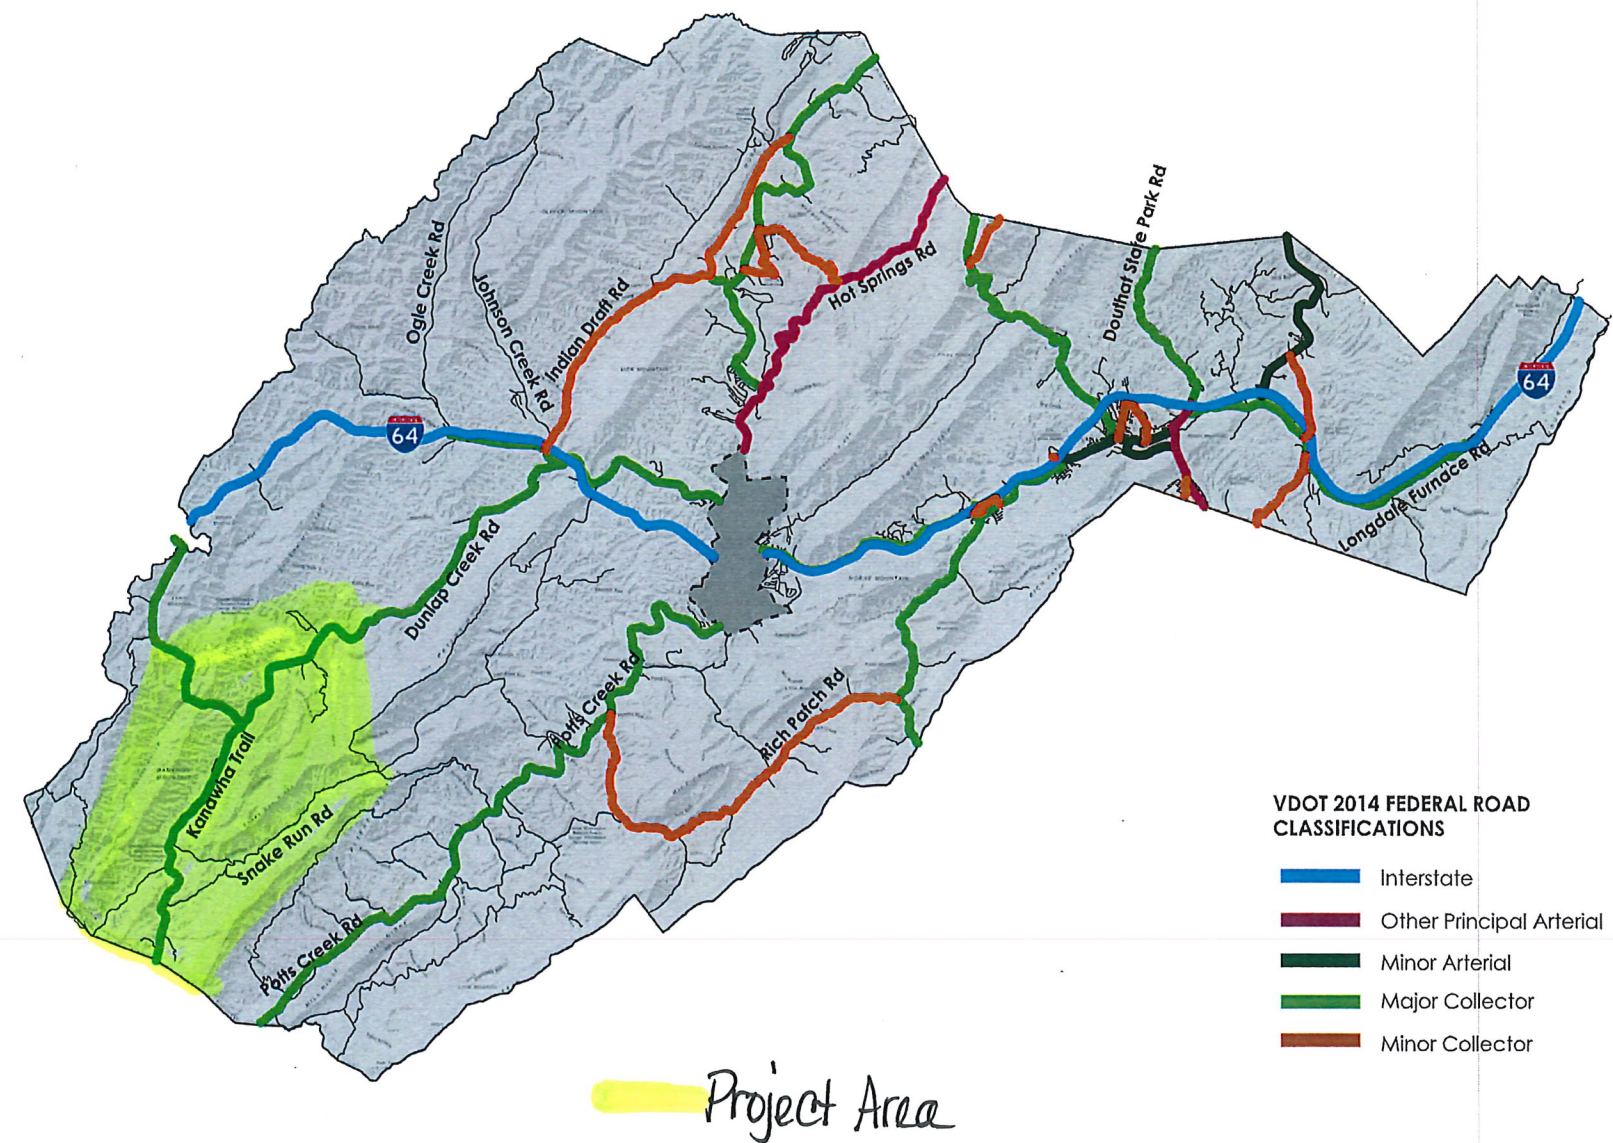 Douthat State Park Rd
Ogle Creek Rd
Johnson Creek Rd
Indian Draft Rd
Hot Springs Rd
64
64
Longdale Furnace Rd
Dunlap Creek Rd
Potts Creek Rd
Rich Patch Rd
Kanawha Trail
Snake Run Rd
Potts Creek Rd
VDOT 2014 FEDERAL ROAD
CLASSIFICATIONS
Interstate
Other Principal Arterial
Minor Arterial
Major Collector
Minor Collector
Project Area